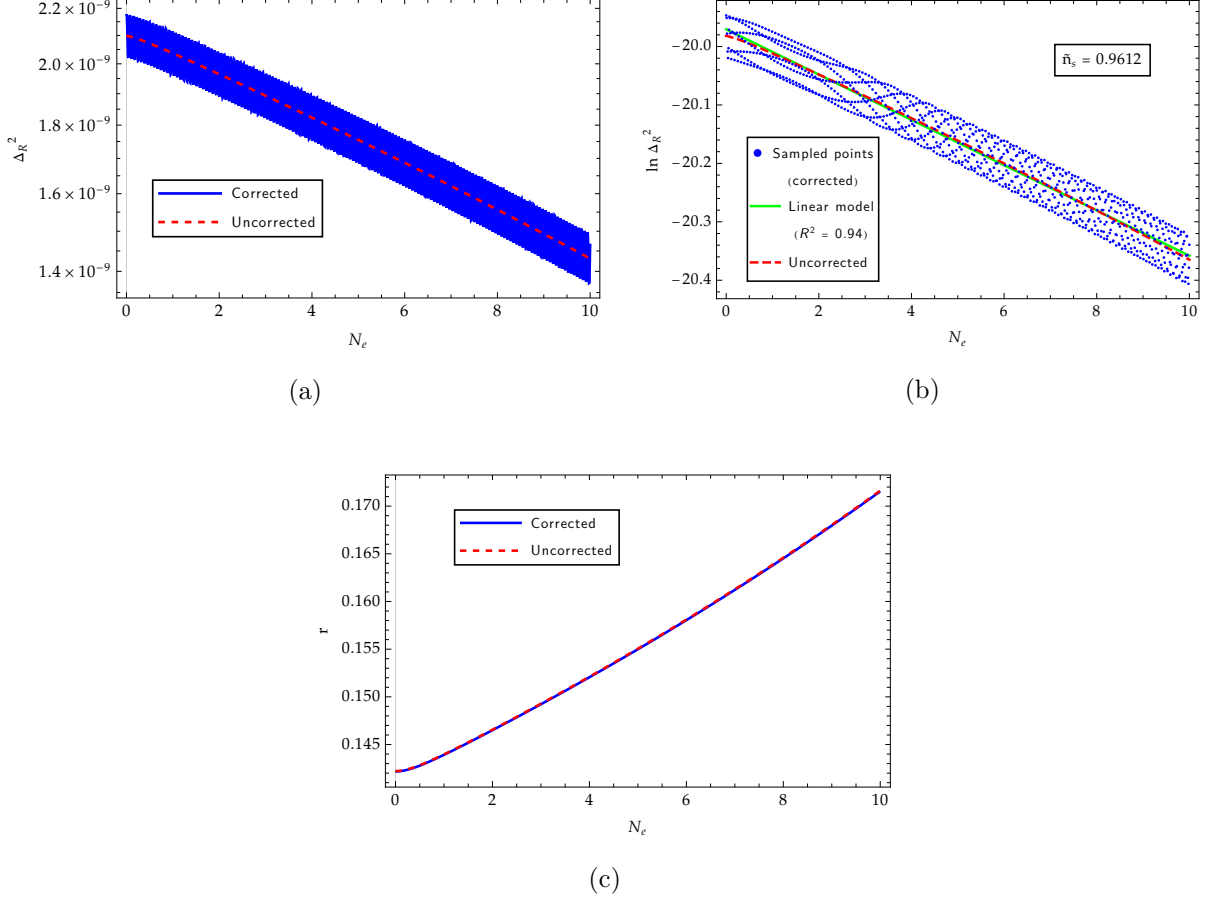 2.2 × 10⁻⁹
2.0 × 10⁻⁹
1.8 × 10⁻⁹
1.6 × 10⁻⁹
1.4 × 10⁻⁹
Δ_R²
Corrected
Uncorrected
0 2 4 6 8 10
N_e
(a)
−20.0
−20.1
−20.2
−20.3
−20.4
ln Δ_R²
ñ_s = 0.9612
Sampled points
(corrected)
Linear model
(R² = 0.94)
Uncorrected
0 2 4 6 8 10
N_e
(b)
0.170
0.165
0.160
0.155
0.150
0.145
r
Corrected
Uncorrected
0 2 4 6 8 10
N_e
(c)